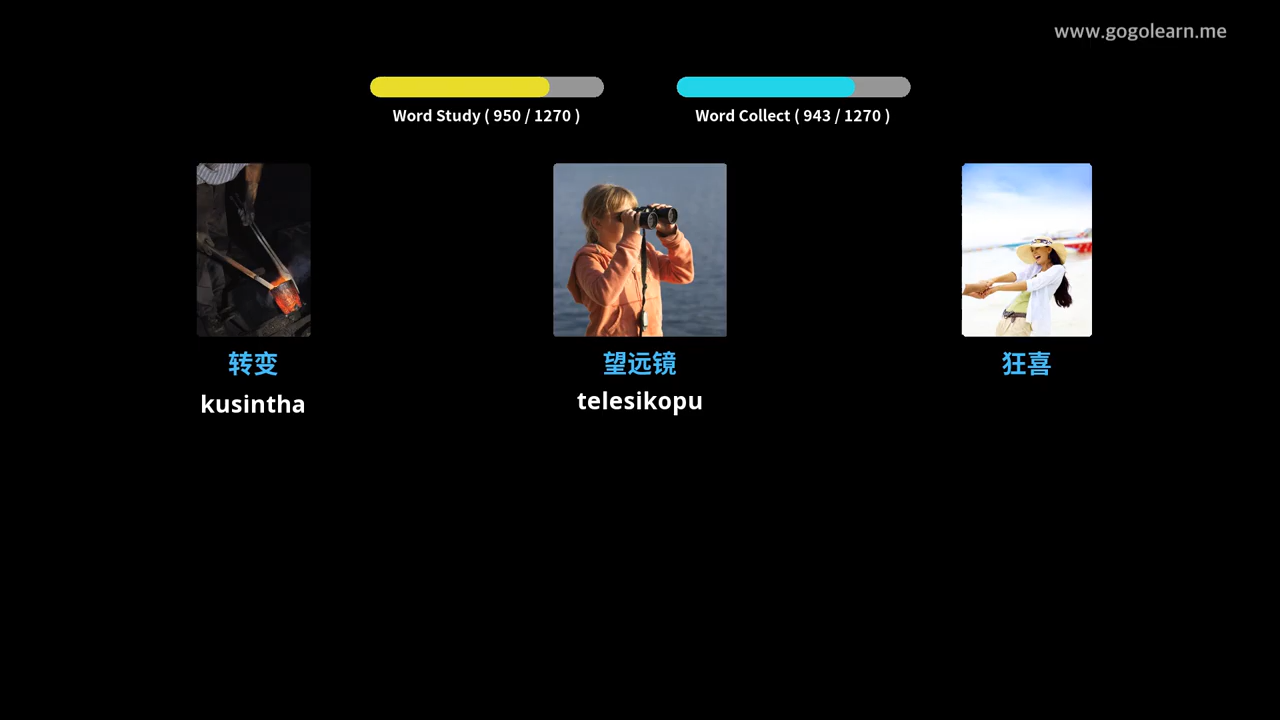 www.gogolearn.me
Word Study ( 950 / 1270 )
Word Collect ( 943 / 1270 )
转变
望远镜
狂喜
kusintha
telesikopu